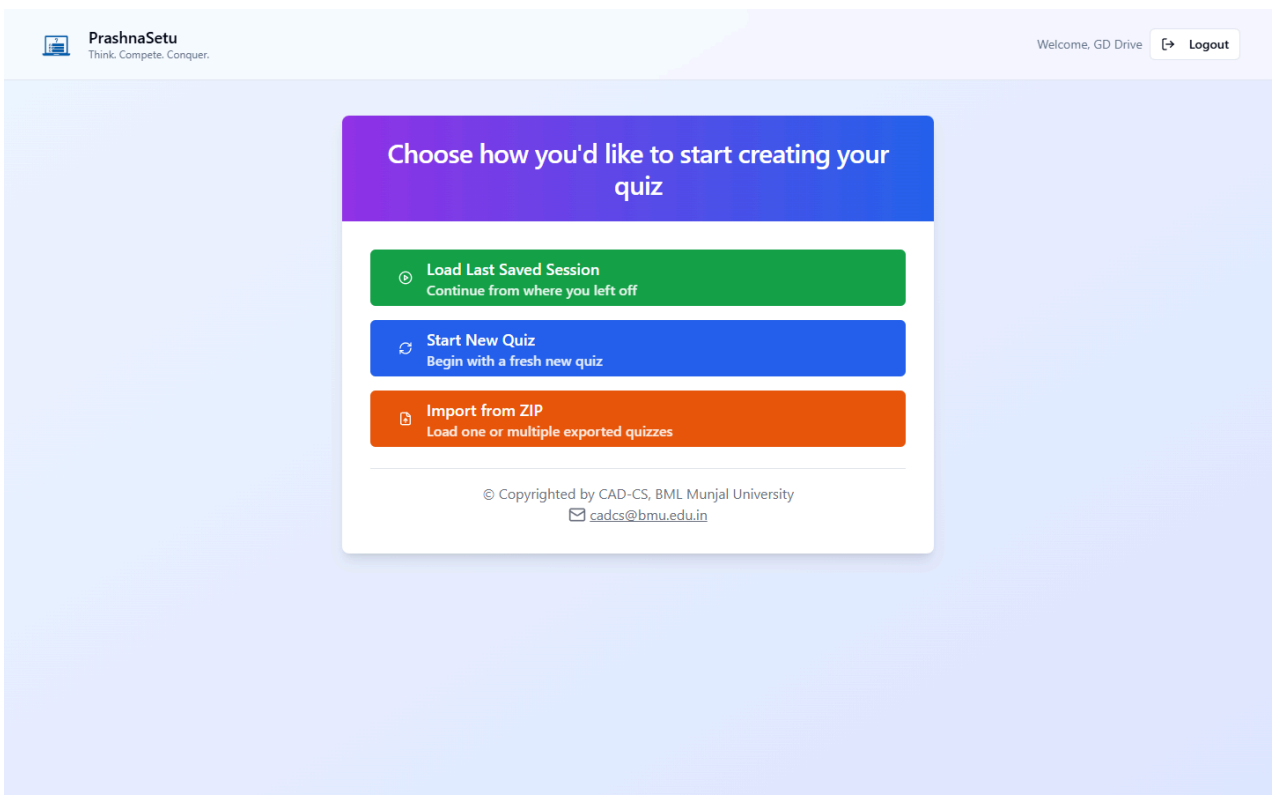 PrashnaSetu
Think. Compete. Conquer.
Welcome, GD Drive
Logout
Choose how you'd like to start creating your
quiz
Load Last Saved Session
Continue from where you left off
Start New Quiz
Begin with a fresh new quiz
Import from ZIP
Load one or multiple exported quizzes
© Copyrighted by CAD-CS, BML Munjal University
cadcs@bmu.edu.in